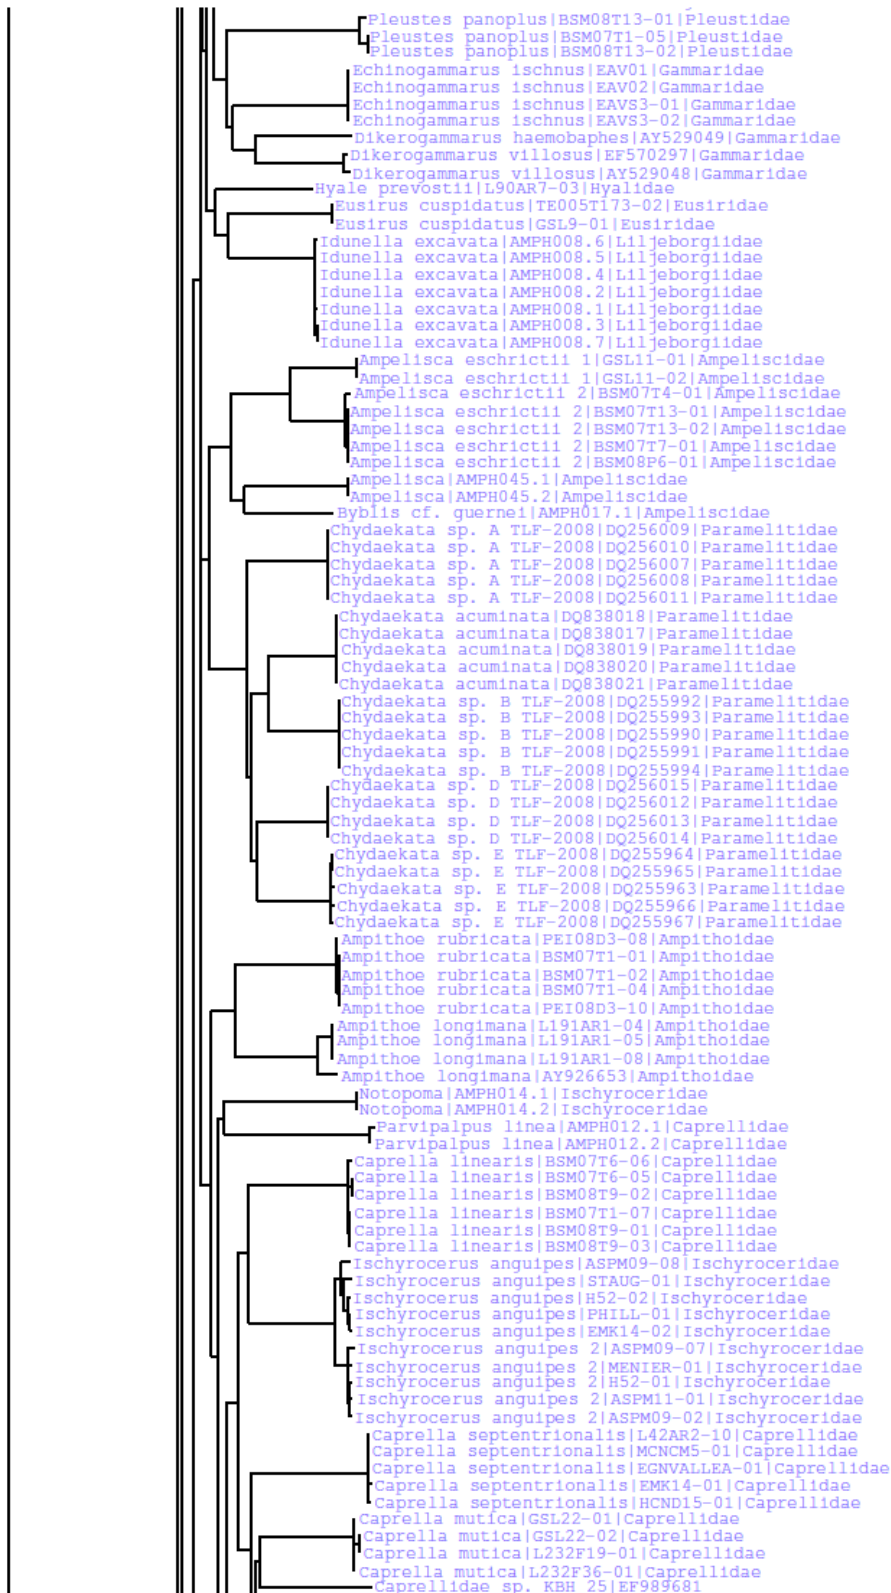 Pleustes panoplus|BSM08T13-01|Pleustidae
Pleustes panoplus|BSM07T1-05|Pleustidae
Pleustes panoplus|BSM08T13-02|Pleustidae
Echinogammarus ischnus|EAV01|Gammaridae
Echinogammarus ischnus|EAV02|Gammaridae
Echinogammarus ischnus|EAVS3-01|Gammaridae
Echinogammarus ischnus|EAVS3-02|Gammaridae
Dikerogammarus haemobaphes|AY529049|Gammaridae
Dikerogammarus villosus|EF570297|Gammaridae
Dikerogammarus villosus|AY529048|Gammaridae
Hyale prevostii|L90AR7-03|Hyalidae
Eusirus cuspidatus|TE005T173-02|Eusiridae
Eusirus cuspidatus|GSL9-01|Eusiridae
Idunella excavata|AMPH008.6|Liljeborgiidae
Idunella excavata|AMPH008.5|Liljeborgiidae
Idunella excavata|AMPH008.4|Liljeborgiidae
Idunella excavata|AMPH008.2|Liljeborgiidae
Idunella excavata|AMPH008.1|Liljeborgiidae
Idunella excavata|AMPH008.3|Liljeborgiidae
Idunella excavata|AMPH008.7|Liljeborgiidae
Ampelisca eschrictii 1|GSL11-01|Ampeliscidae
Ampelisca eschrictii 1|GSL11-02|Ampeliscidae
Ampelisca eschrictii 2|BSM07T4-01|Ampeliscidae
Ampelisca eschrictii 2|BSM07T13-01|Ampeliscidae
Ampelisca eschrictii 2|BSM07T13-02|Ampeliscidae
Ampelisca eschrictii 2|BSM07T7-01|Ampeliscidae
Ampelisca eschrictii 2|BSM08P6-01|Ampeliscidae
Ampelisca|AMPH045.1|Ampeliscidae
Ampelisca|AMPH045.2|Ampeliscidae
Byblis cf. guernei|AMPH017.1|Ampeliscidae
Chydaekata sp. A TLF-2008|DQ256009|Paramelitidae
Chydaekata sp. A TLF-2008|DQ256010|Paramelitidae
Chydaekata sp. A TLF-2008|DQ256007|Paramelitidae
Chydaekata sp. A TLF-2008|DQ256008|Paramelitidae
Chydaekata sp. A TLF-2008|DQ256011|Paramelitidae
Chydaekata acuminata|DQ838018|Paramelitidae
Chydaekata acuminata|DQ838017|Paramelitidae
Chydaekata acuminata|DQ838019|Paramelitidae
Chydaekata acuminata|DQ838020|Paramelitidae
Chydaekata acuminata|DQ838021|Paramelitidae
Chydaekata sp. B TLF-2008|DQ255992|Paramelitidae
Chydaekata sp. B TLF-2008|DQ255993|Paramelitidae
Chydaekata sp. B TLF-2008|DQ255990|Paramelitidae
Chydaekata sp. B TLF-2008|DQ255991|Paramelitidae
Chydaekata sp. B TLF-2008|DQ255994|Paramelitidae
Chydaekata sp. D TLF-2008|DQ256015|Paramelitidae
Chydaekata sp. D TLF-2008|DQ256012|Paramelitidae
Chydaekata sp. D TLF-2008|DQ256013|Paramelitidae
Chydaekata sp. D TLF-2008|DQ256014|Paramelitidae
Chydaekata sp. E TLF-2008|DQ255964|Paramelitidae
Chydaekata sp. E TLF-2008|DQ255965|Paramelitidae
Chydaekata sp. E TLF-2008|DQ255963|Paramelitidae
Chydaekata sp. E TLF-2008|DQ255966|Paramelitidae
Chydaekata sp. E TLF-2008|DQ255967|Paramelitidae
Ampithoe rubricata|PEI08D3-08|Ampithoidae
Ampithoe rubricata|BSM07T1-01|Ampithoidae
Ampithoe rubricata|BSM07T1-02|Ampithoidae
Ampithoe rubricata|BSM07T1-04|Ampithoidae
Ampithoe rubricata|PEI08D3-10|Ampithoidae
Ampithoe longimana|L191AR1-04|Ampithoidae
Ampithoe longimana|L191AR1-05|Ampithoidae
Ampithoe longimana|L191AR1-08|Ampithoidae
Ampithoe longimana|AY926653|Ampithoidae
Notopoma|AMPH014.1|Ischyroceridae
Notopoma|AMPH014.2|Ischyroceridae
Parvipalpus linea|AMPH012.1|Caprellidae
Parvipalpus linea|AMPH012.2|Caprellidae
Caprella linearis|BSM07T6-06|Caprellidae
Caprella linearis|BSM07T6-05|Caprellidae
Caprella linearis|BSM08T9-02|Caprellidae
Caprella linearis|BSM07T1-07|Caprellidae
Caprella linearis|BSM08T9-01|Caprellidae
Caprella linearis|BSM08T9-03|Caprellidae
Ischyrocerus anguipes|ASPM09-08|Ischyroceridae
Ischyrocerus anguipes|STAUG-01|Ischyroceridae
Ischyrocerus anguipes|H52-02|Ischyroceridae
Ischyrocerus anguipes|PHILL-01|Ischyroceridae
Ischyrocerus anguipes|EMK14-02|Ischyroceridae
Ischyrocerus anguipes 2|ASPM09-07|Ischyroceridae
Ischyrocerus anguipes 2|MENIER-01|Ischyroceridae
Ischyrocerus anguipes 2|H52-01|Ischyroceridae
Ischyrocerus anguipes 2|ASPM11-01|Ischyroceridae
Ischyrocerus anguipes 2|ASPM09-02|Ischyroceridae
Caprella septentrionalis|L42AR2-10|Caprellidae
Caprella septentrionalis|MCNCM5-01|Caprellidae
Caprella septentrionalis|EGNVALLEA-01|Caprellidae
Caprella septentrionalis|EMK14-01|Caprellidae
Caprella septentrionalis|HCND15-01|Caprellidae
Caprella mutica|GSL22-01|Caprellidae
Caprella mutica|GSL22-02|Caprellidae
Caprella mutica|L232F19-01|Caprellidae
Caprella mutica|L232F36-01|Caprellidae
Caprellidae sp. KBH 25|EF989681